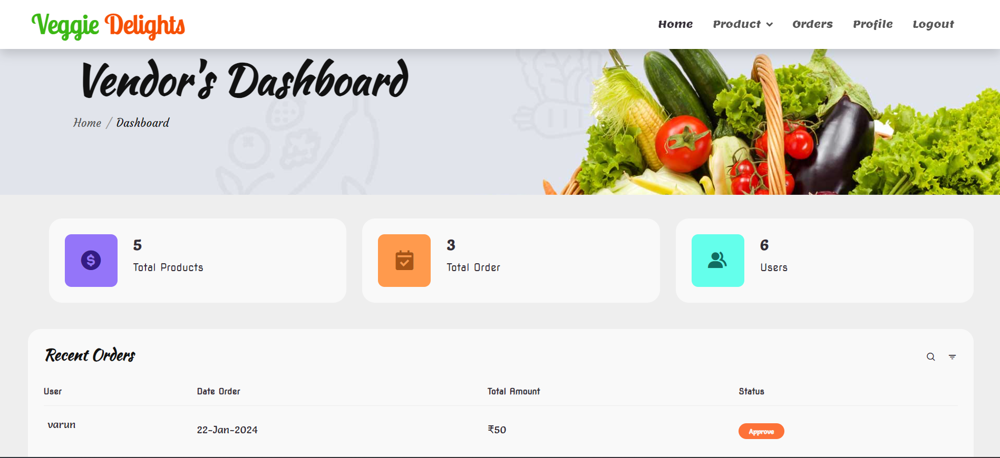 Veggie Delights
Home Product Orders Profile Logout
Vendor's Dashboard
Home / Dashboard
5
Total Products
3
Total Order
6
Users
Recent Orders
User Date Order Total Amount Status
varun 22-Jan-2024 ₹50 Approve